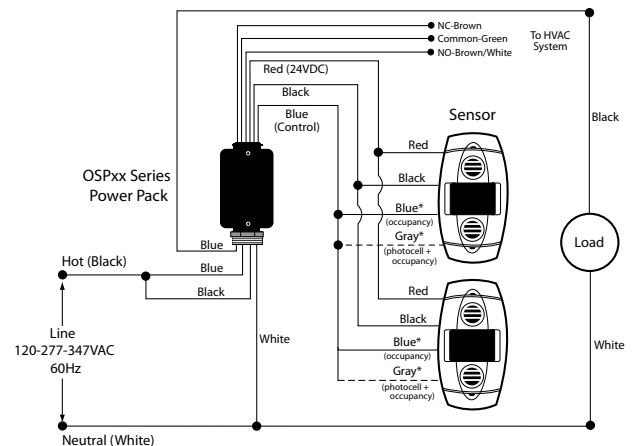 NC-Brown
Common-Green
NO-Brown/White
To HVAC
System
Red (24VDC)
Black
Blue
(Control)
Sensor
OSPxx Series
Power Pack
Red
Black
Blue*
(occupancy)
Gray*
(photocell +
occupancy)
Black
Load
Blue
Hot (Black)
Blue
Black
Line
120-277-347VAC
60Hz
White
Red
Black
Blue*
(occupancy)
Gray*
(photocell +
occupancy)
White
Neutral (White)